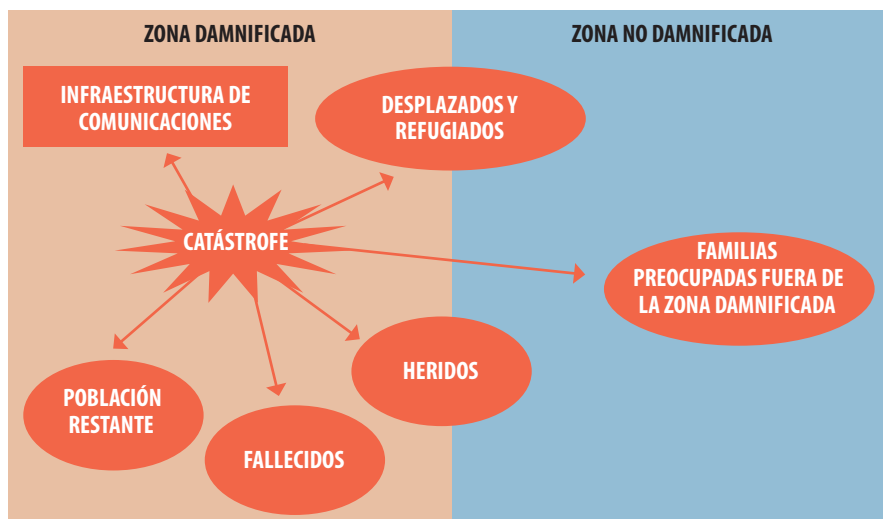 ZONA DAMNIFICADA
ZONA NO DAMNIFICADA
INFRAESTRUCTURA DE
COMUNICACIONES
DESPLAZADOS Y
REFUGIADOS
CATÁSTROFE
FAMILIAS
PREOCUPADAS FUERA DE
LA ZONA DAMNIFICADA
HERIDOS
POBLACIÓN
RESTANTE
FALLECIDOS